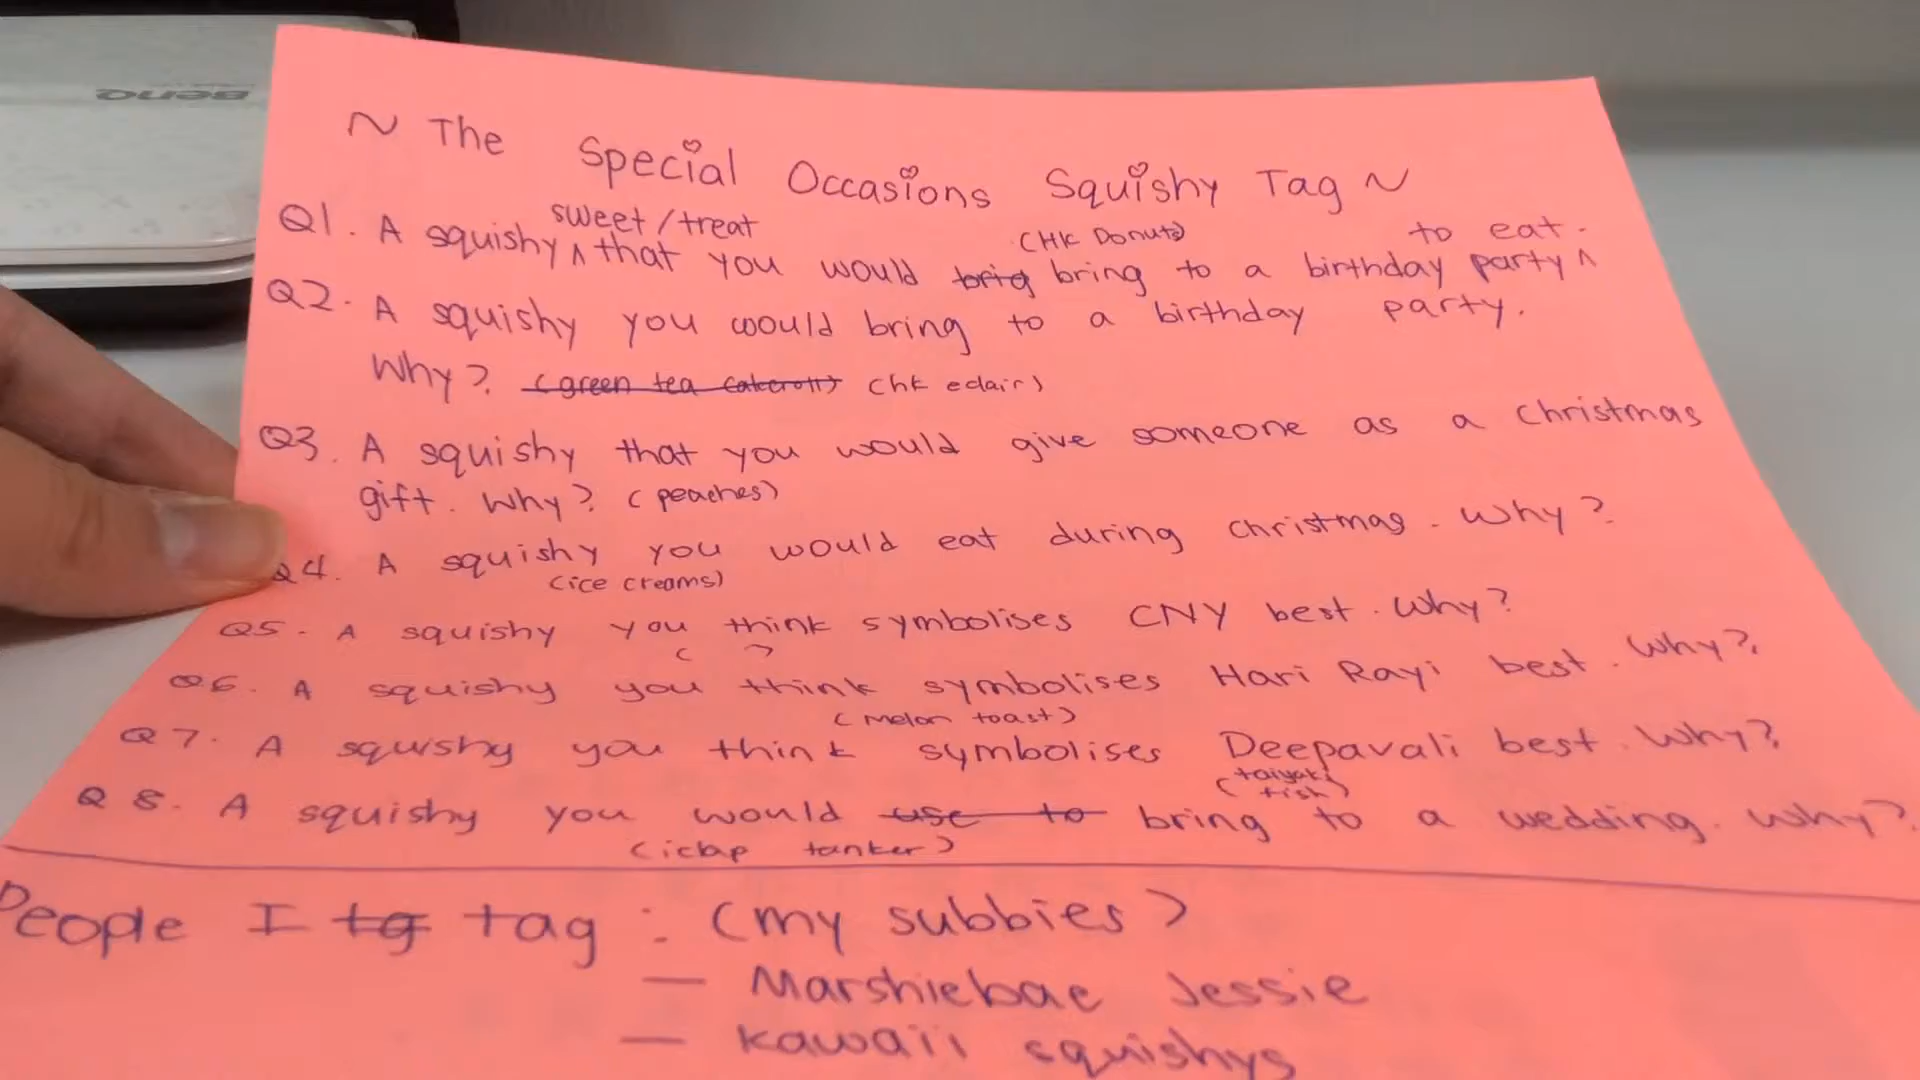 BenQ
~ The Special Occasions Squishy Tag ~
Q1. A squishy ^ sweet/treat that you would brig bring to a birthday party ^ to eat.
(HK Donuts)
Q2. A squishy you would bring to a birthday party.
Why? (green tea (hk eclair)
Q3. A squishy that you would give someone as a Christmas
gift. Why? (peaches)
Q4. A squishy you would eat during christmas. Why?
(ice creams)
Q5. A squishy you think symbolises CNY best. Why?
( )
Q6. A squishy you think symbolises Hari Rayi best. Why?
(Melon toast)
Q7. A squishy you think symbolises Deepavali best. Why?
(taiyaki fish)
Q8. A squishy you would use to bring to a wedding. Why?
(iclap tanker)
People I tg tag : (my subbies)
— Marshiebae Jessie
— kawaii squishys